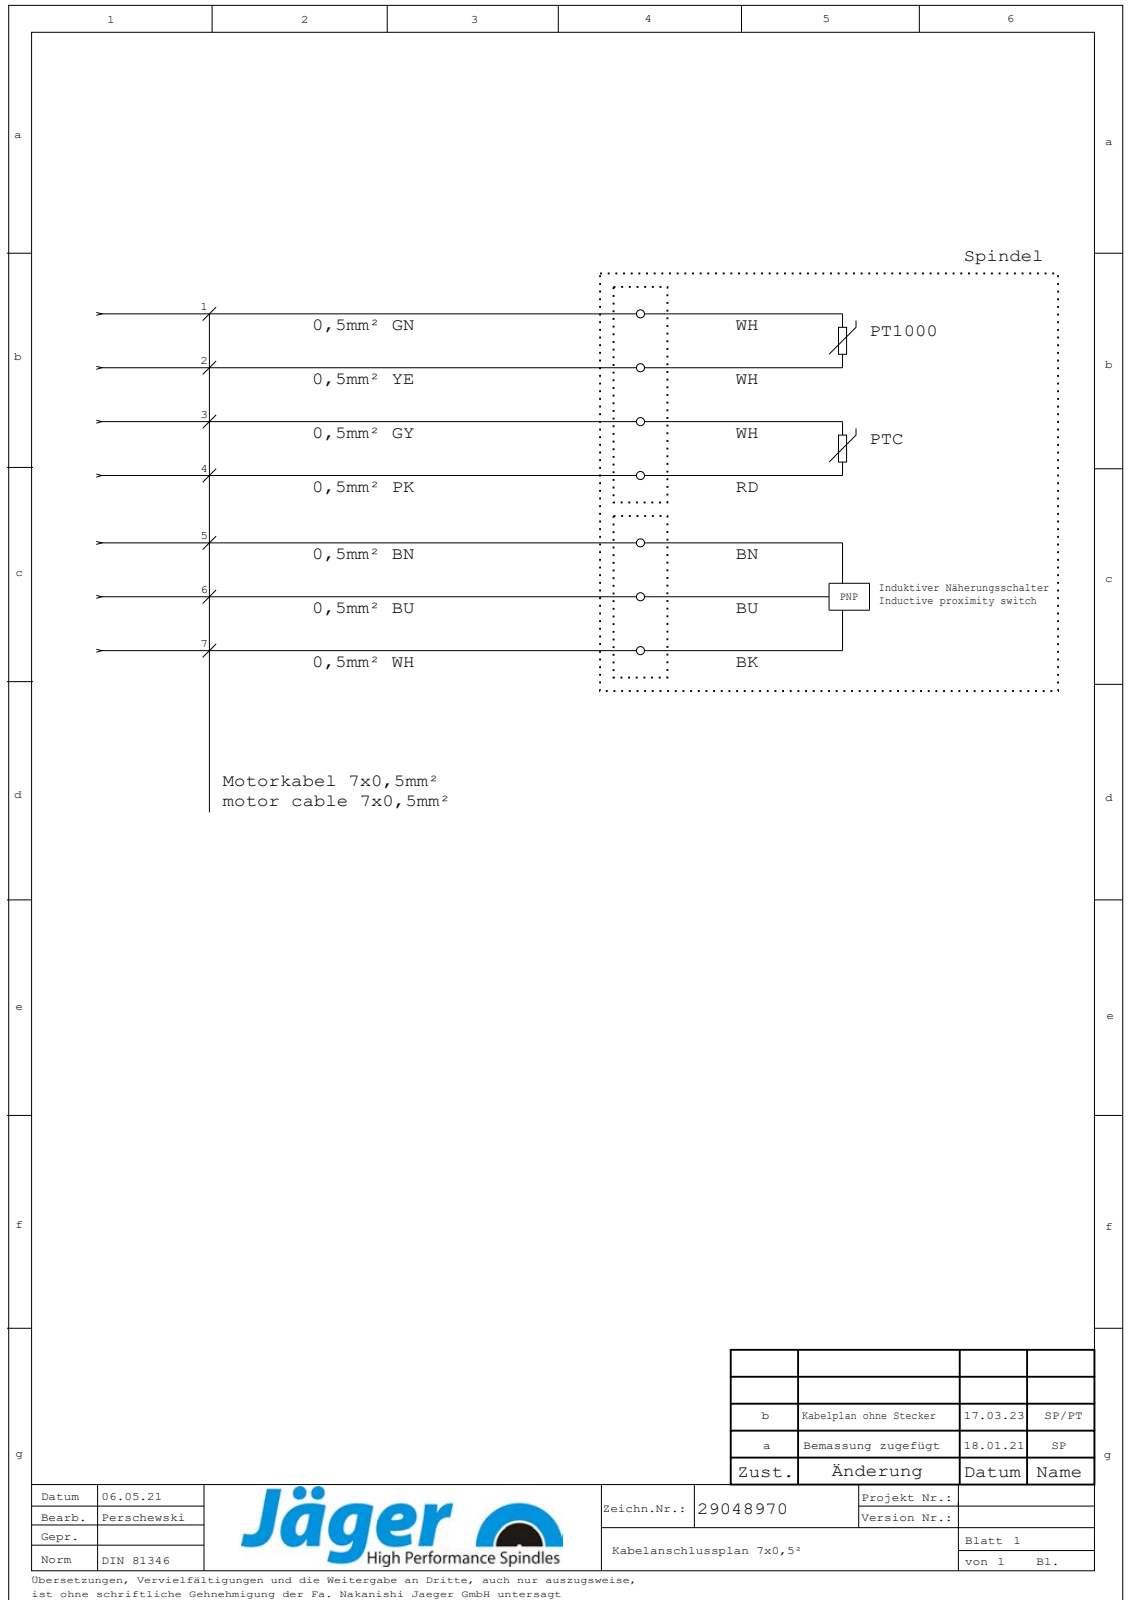 1 2 3 4 5 6
a a
Spindel
1
0,5mm² GN WH
PT1000
b b
2
0,5mm² YE WH
3
0,5mm² GY WH
PTC
4
0,5mm² PK RD
5
0,5mm² BN BN
c c
6
PNP
Induktiver Näherungsschalter
Inductive proximity switch
0,5mm² BU BU
7
0,5mm² WH BK
Motorkabel 7x0,5mm²
motor cable 7x0,5mm²
d d
e e
f f
g g
b Kabelplan ohne Stecker 17.03.23 SP/PT
a Bemassung zugefügt 18.01.21 SP
Zust. Änderung Datum Name
Datum 06.05.21
Bearb. Perschewski
Gepr.
Norm DIN 81346
Jäger
High Performance Spindles
Zeichn.Nr.: 29048970
Projekt Nr.:
Version Nr.:
Kabelanschlussplan 7x0,5²
Blatt 1
von 1 Bl.
Übersetzungen, Vervielfältigungen und die Weitergabe an Dritte, auch nur auszugsweise,
ist ohne schriftliche Gehnehmigung der Fa. Nakanishi Jaeger GmbH untersagt